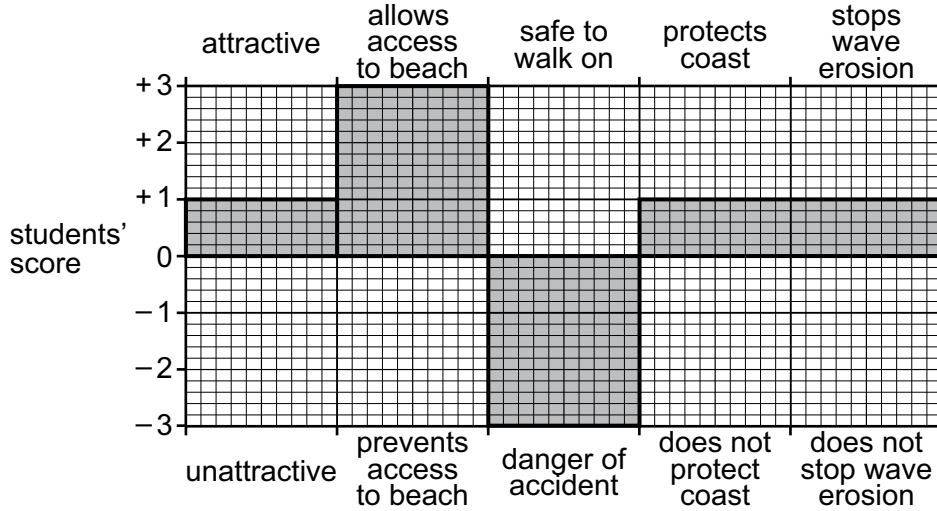 attractive
allows
access
to beach
safe to
walk on
protects
coast
stops
wave
erosion
+3
+2
+1
0
−1
−2
−3
students’
score
unattractive
prevents
access
to beach
danger of
accident
does not
protect
coast
does not
stop wave
erosion